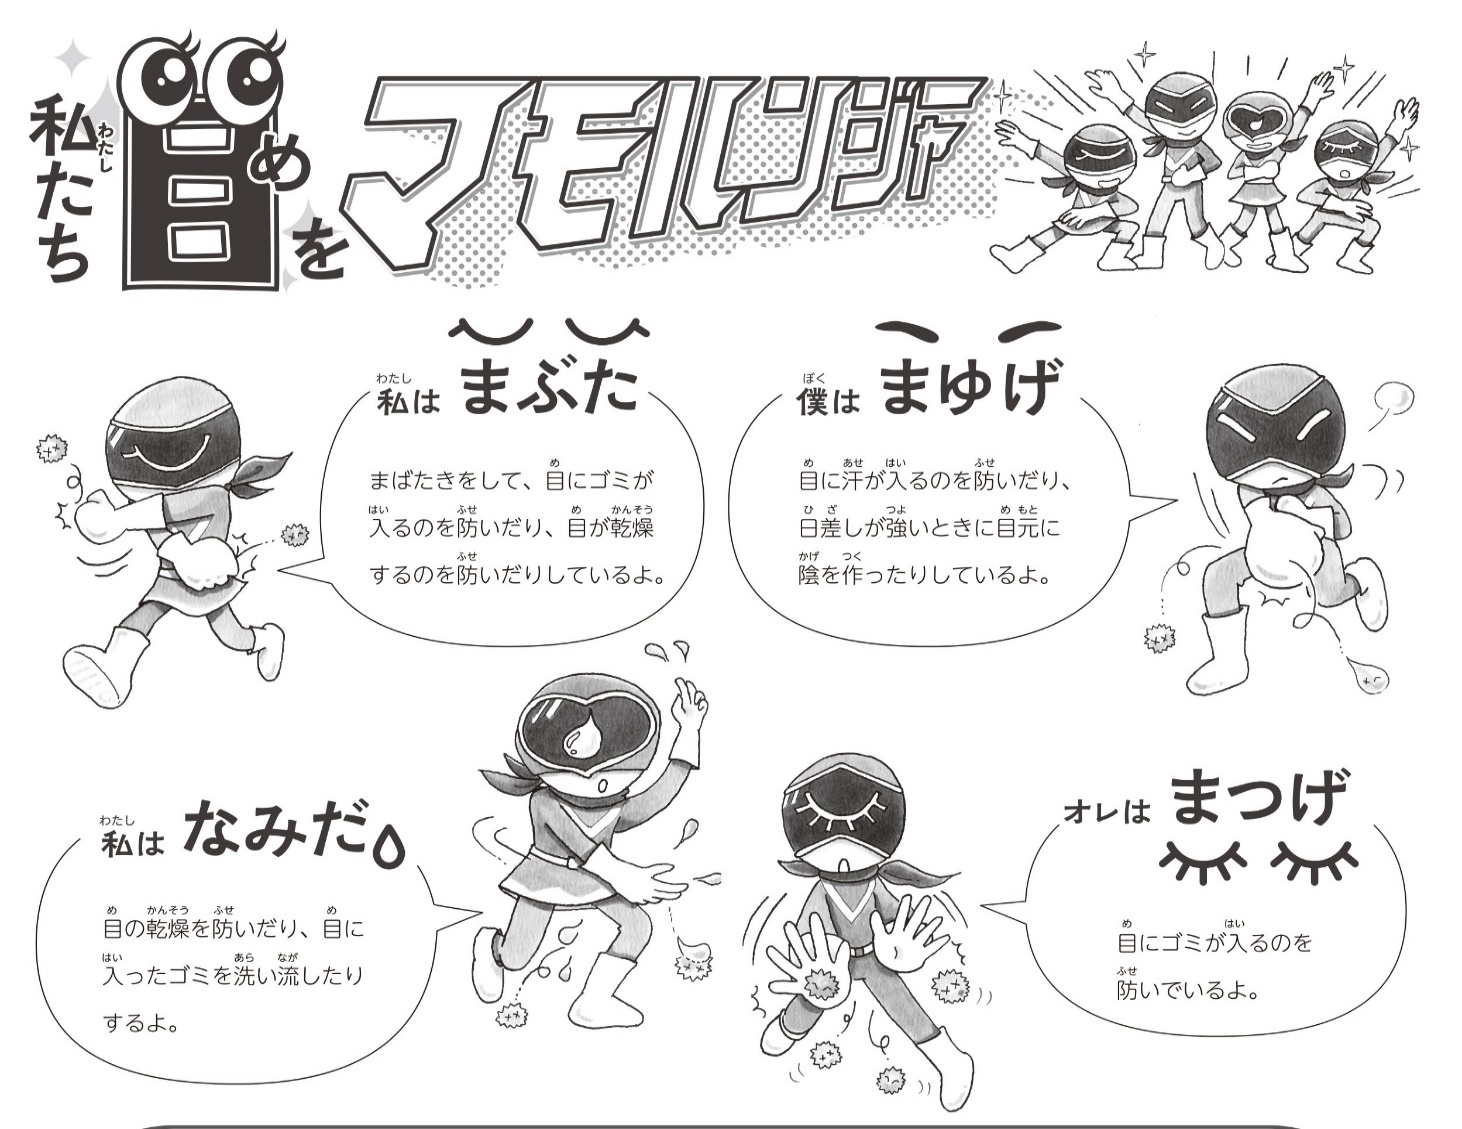 私たち目をマモルンジャー
私は まぶた
まばたきをして、目にゴミが
入るのを防いだり、目が乾燥
するのを防いだりしているよ。
僕は まゆげ
目に汗が入るのを防いだり、
日差しが強いときに目元に
陰を作ったりしているよ。
私は なみだ
目の乾燥を防いだり、目に
入ったゴミを洗い流したり
するよ。
オレは まつげ
目にゴミが入るのを
防いでいるよ。